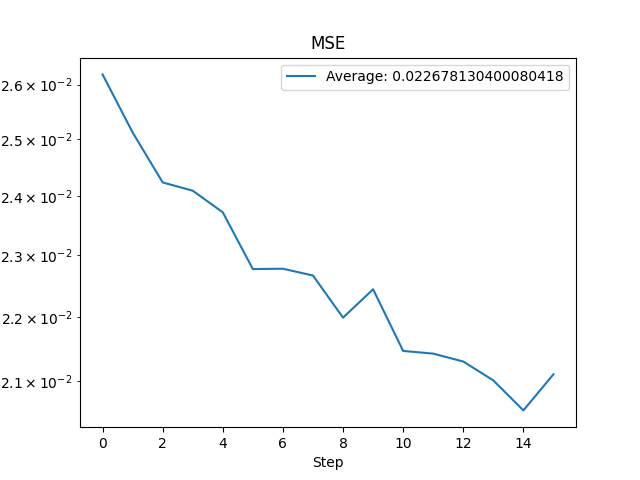 MSE
Average: 0.022678130400080418
2.6 × 10⁻²
2.5 × 10⁻²
2.4 × 10⁻²
2.3 × 10⁻²
2.2 × 10⁻²
2.1 × 10⁻²
0 2 4 6 8 10 12 14
Step